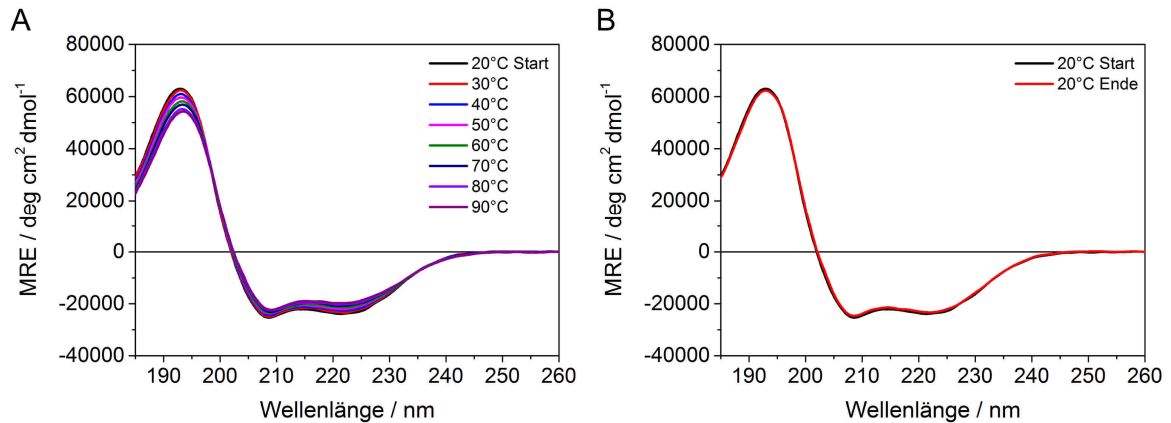 A
MRE / deg cm² dmol⁻¹
80000
60000
40000
20000
0
-20000
-40000
190 200 210 220 230 240 250 260
Wellenlänge / nm
20°C Start
30°C
40°C
50°C
60°C
70°C
80°C
90°C
B
MRE / deg cm² dmol⁻¹
80000
60000
40000
20000
0
-20000
-40000
190 200 210 220 230 240 250 260
Wellenlänge / nm
20°C Start
20°C Ende